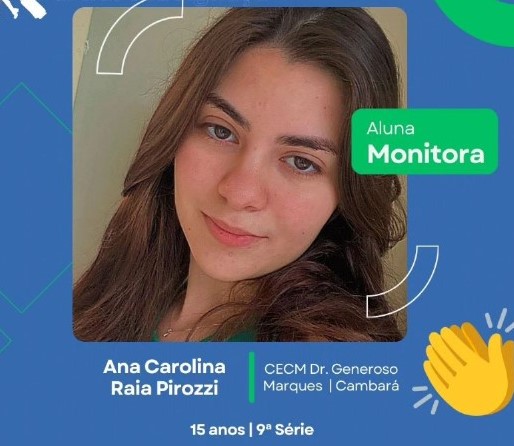 Aluna
Monitora
Ana Carolina
Raia Pirozzi
CECM Dr. Generoso
Marques | Cambará
15 anos | 9ª Série